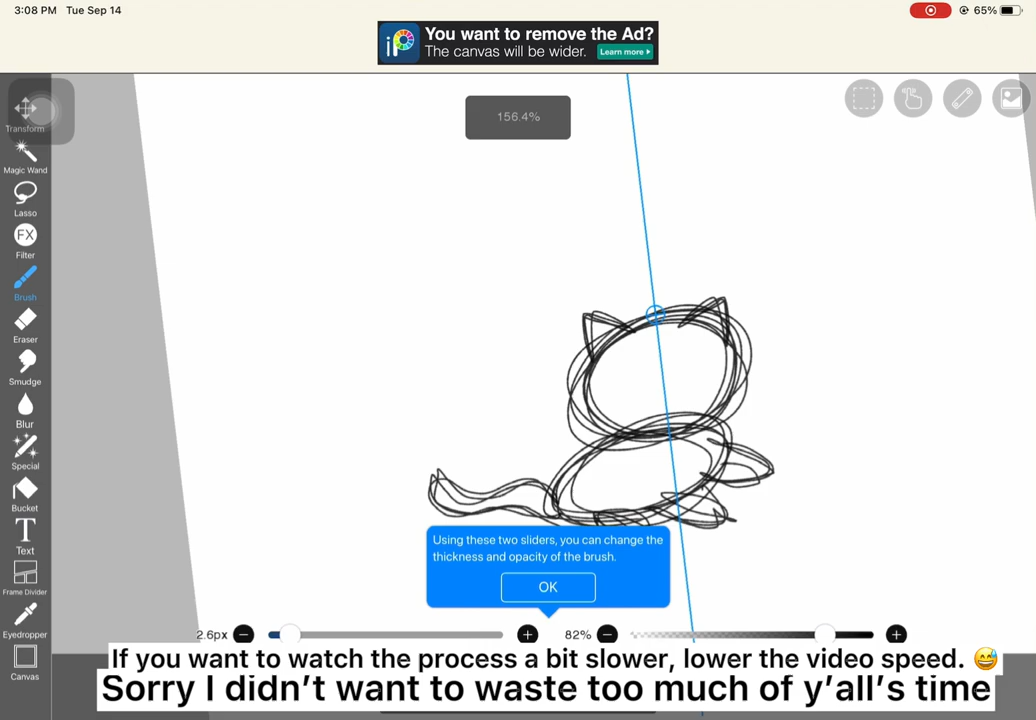 3:08 PM Tue Sep 14
65%
iP
You want to remove the Ad?
The canvas will be wider.
Learn more
156.4%
Transform
Magic Wand
Lasso
FX
Filter
Brush
Eraser
Smudge
Blur
Special
Bucket
T
Text
Frame Divider
Eyedropper
Canvas
Using these two sliders, you can change the
thickness and opacity of the brush.
OK
2.6px
82%
If you want to watch the process a bit slower, lower the video speed. 😅
Sorry I didn't want to waste too much of y'all's time